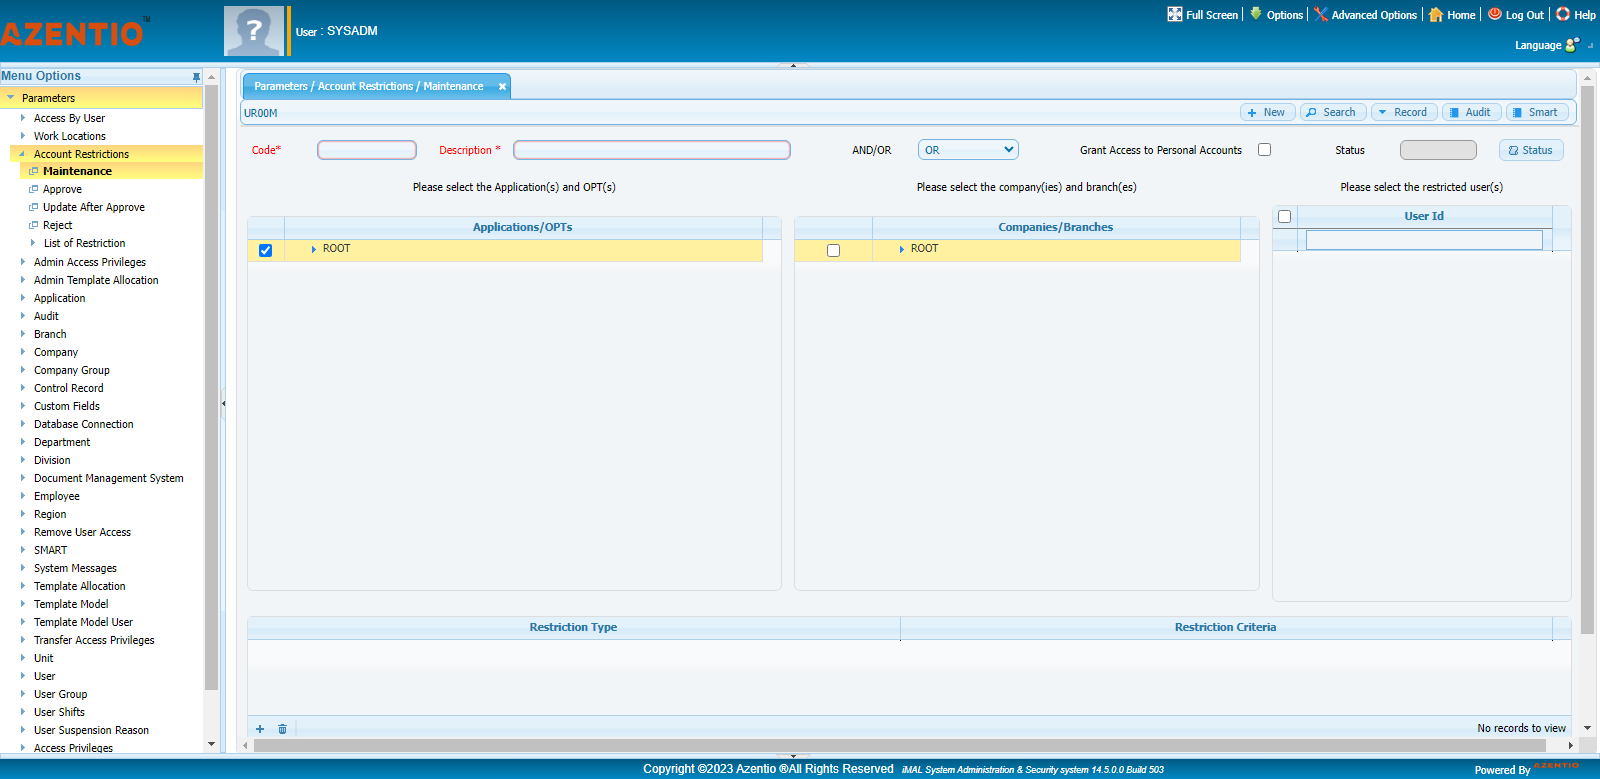 AZENTIO™
User : SYSADM
Full Screen
Options
Advanced Options
Home
Log Out
Help
Language
Menu Options
Parameters
Access By User
Work Locations
Account Restrictions
Maintenance
Approve
Update After Approve
Reject
List of Restriction
Admin Access Privileges
Admin Template Allocation
Application
Audit
Branch
Company
Company Group
Control Record
Custom Fields
Database Connection
Department
Division
Document Management System
Employee
Region
Remove User Access
SMART
System Messages
Template Allocation
Template Model
Template Model User
Transfer Access Privileges
Unit
User
User Group
User Shifts
User Suspension Reason
Access Privileges
Parameters / Account Restrictions / Maintenance
UR00M
New
Search
Record
Audit
Smart
Code*
Description *
AND/OR
OR
Grant Access to Personal Accounts
Status
Status
Please select the Application(s) and OPT(s)
Please select the company(ies) and branch(es)
Please select the restricted user(s)
Applications/OPTs
ROOT
Companies/Branches
ROOT
User Id
Restriction Type
Restriction Criteria
No records to view
Copyright ©2023 Azentio ®All Rights Reserved iMAL System Administration & Security system 14.5.0.0 Build 503
Powered By AZENTIO